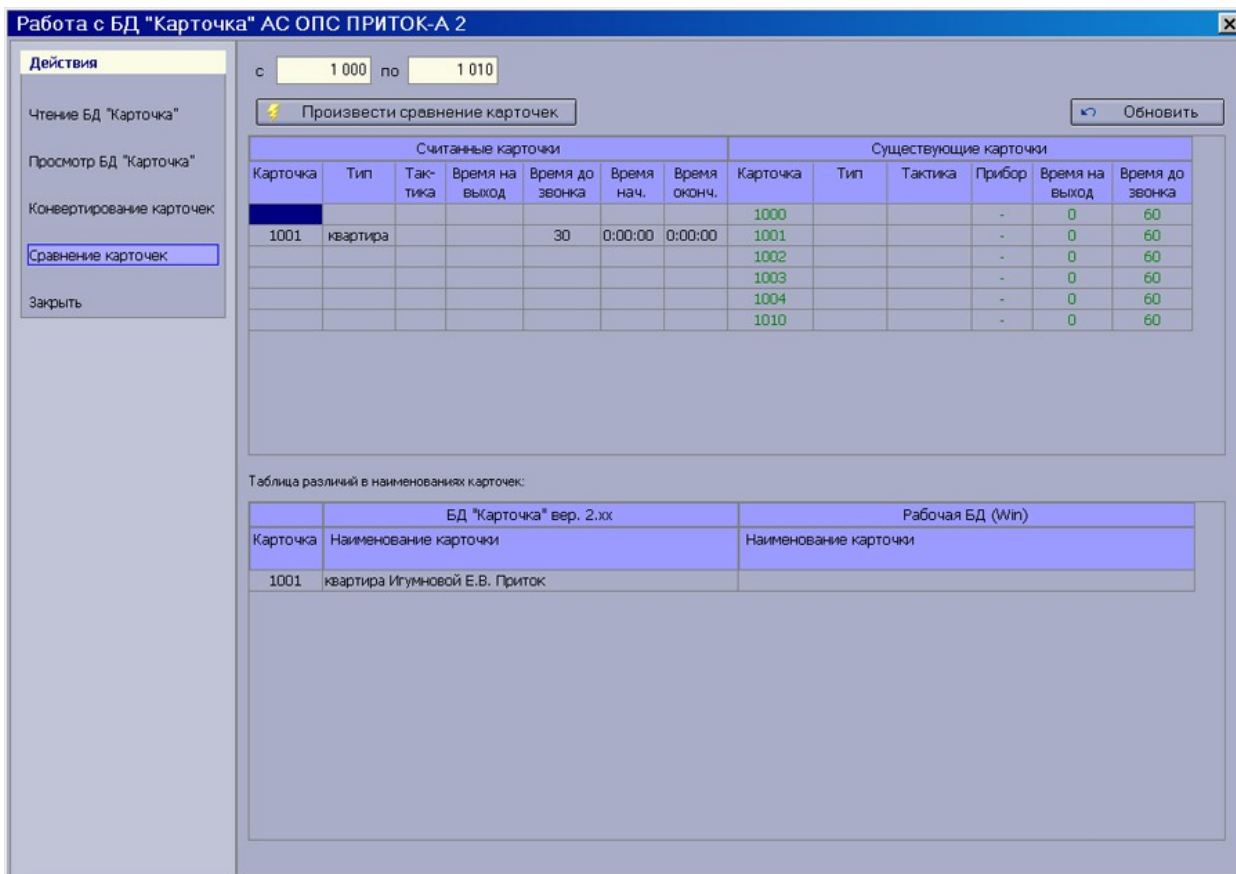 Работа с БД "Карточка" АС ОПС ПРИТОК-А 2
Действия
Чтение БД "Карточка"
Просмотр БД "Карточка"
Конвертирование карточек
Сравнение карточек
Закрыть
с 1 000 по 1 010
Произвести сравнение карточек Обновить
Считанные карточки Существующие карточки
Карточка Тип Так- Время на Время до Время Время Карточка Тип Тактика Прибор Время на Время до
тика выход звонка нач. оконч. выход звонка
1000 - 0 60
1001 квартира 30 0:00:00 0:00:00 1001 - 0 60
1002 - 0 60
1003 - 0 60
1004 - 0 60
1010 - 0 60
Таблица различий в наименованиях карточек:
БД "Карточка" вер. 2.xx Рабочая БД (Win)
Карточка Наименование карточки Наименование карточки
1001 квартира Игумновой Е.В. Приток